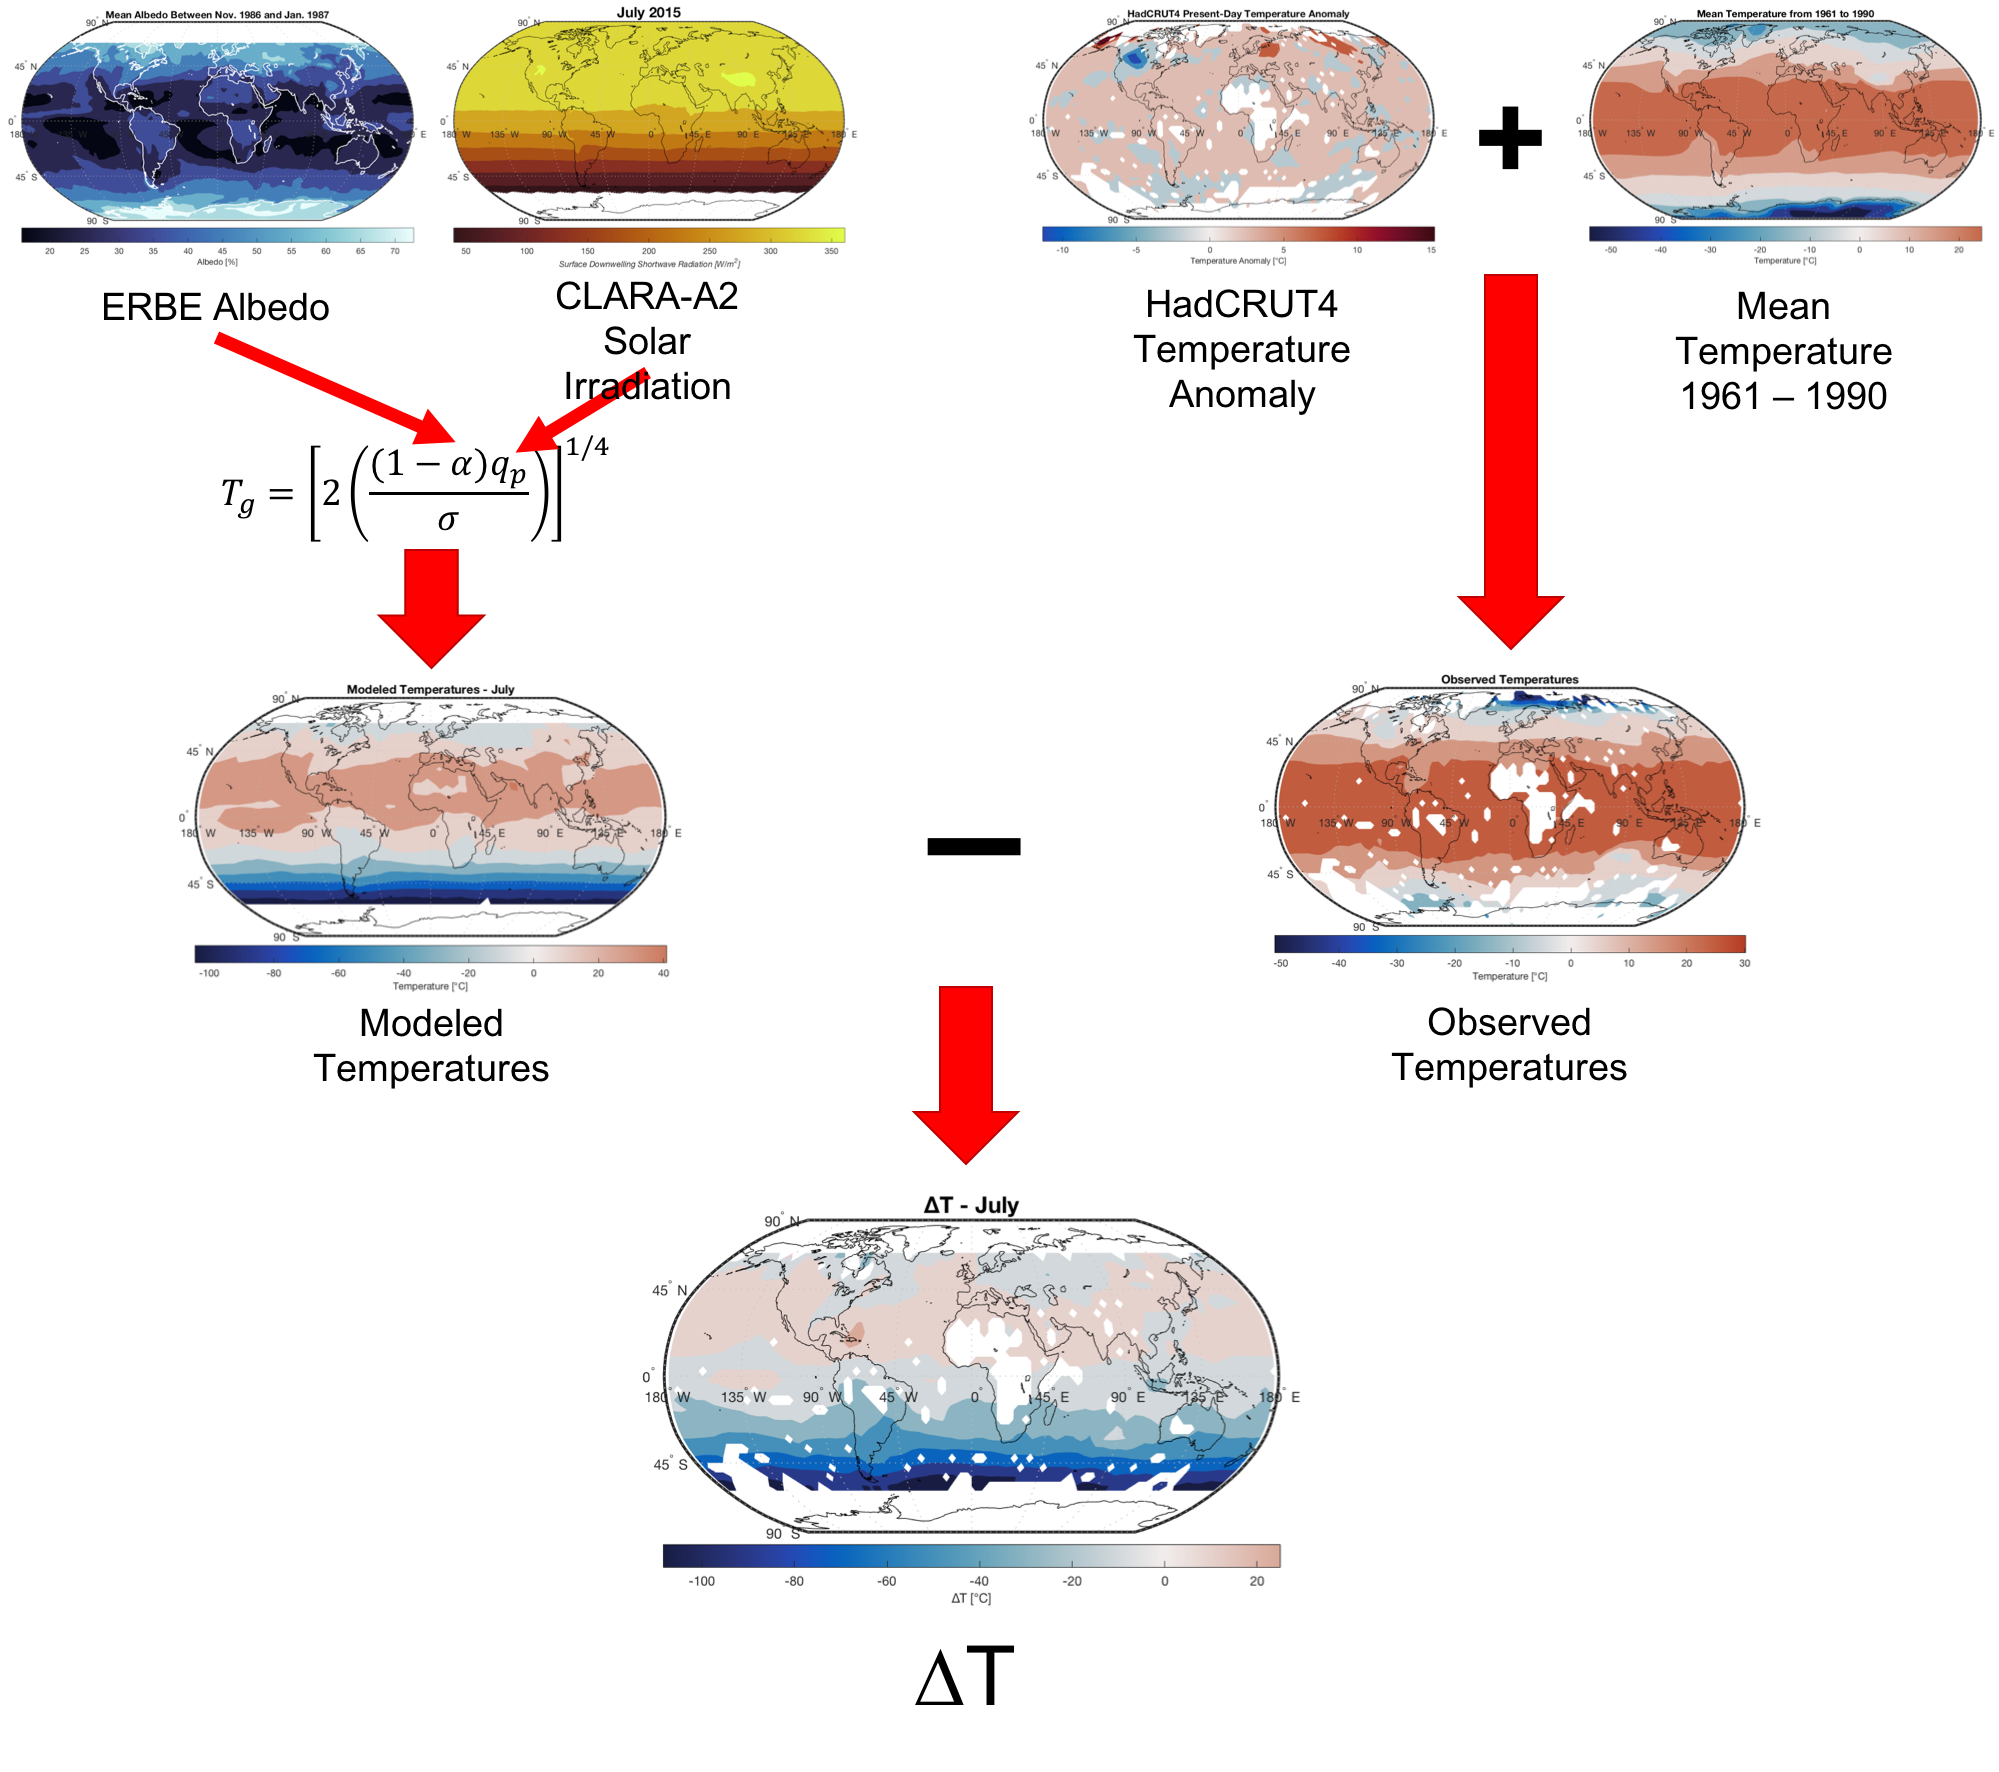 Mean Albedo Between Nov. 1986 and Jan. 1987
90° N
45° N
0°
180° W 135° W 90° W 45° W 0° 45° E 90° E 135° E 180° E
45° S
90° S
20 25 30 35 40 45 50 55 60 65 70
Albedo [%]
ERBE Albedo
July 2015
90° N
45° N
0°
180° W 135° W 90° W 45° W 0 45° E 90° E 135° E 180° E
45° S
90° S
50 100 150 200 250 300 350
Surface Downwelling Shortwave Radiation [W/m²]
CLARA-A2
Solar
Irradiation
HadCRUT4 Present-Day Temperature Anomaly
90° N
45° N
0°
180° W 135° W 90° W 45° W 0° 45° E 90° E 135° E 180° E
45° S
90° S
-10 -5 0 5 10 15
Temperature Anomaly [°C]
HadCRUT4
Temperature
Anomaly
+
Mean Temperature from 1961 to 1990
90° N
45° N
0°
180° W 135° W 90° W 45° W 0° 45° E 90° E 135° E 180° E
45° S
90° S
-50 -40 -30 -20 -10 0 10 20
Temperature [°C]
Mean
Temperature
1961 – 1990
T_g = [2((1 − α)q_p / σ)]^{1/4}
Modeled Temperatures - July
90° N
45° N
0°
180° W 135° W 90° W 45° W 0° 45° E 90° E 135° E 180° E
45° S
90° S
-100 -80 -60 -40 -20 0 20 40
Temperature [°C]
Modeled
Temperatures
−
Observed Temperatures
90° N
45° N
0°
180° W 135° W 90° W 45° W 0° 45° E 90° E 135° E 180° E
45° S
90° S
-50 -40 -30 -20 -10 0 10 20 30
Temperature [°C]
Observed
Temperatures
ΔT - July
90° N
45° N
0°
180° W 135° W 90° W 45° W 0° 45° E 90° E 135° E 180° E
45° S
90° S
-100 -80 -60 -40 -20 0 20
ΔT [°C]
ΔT